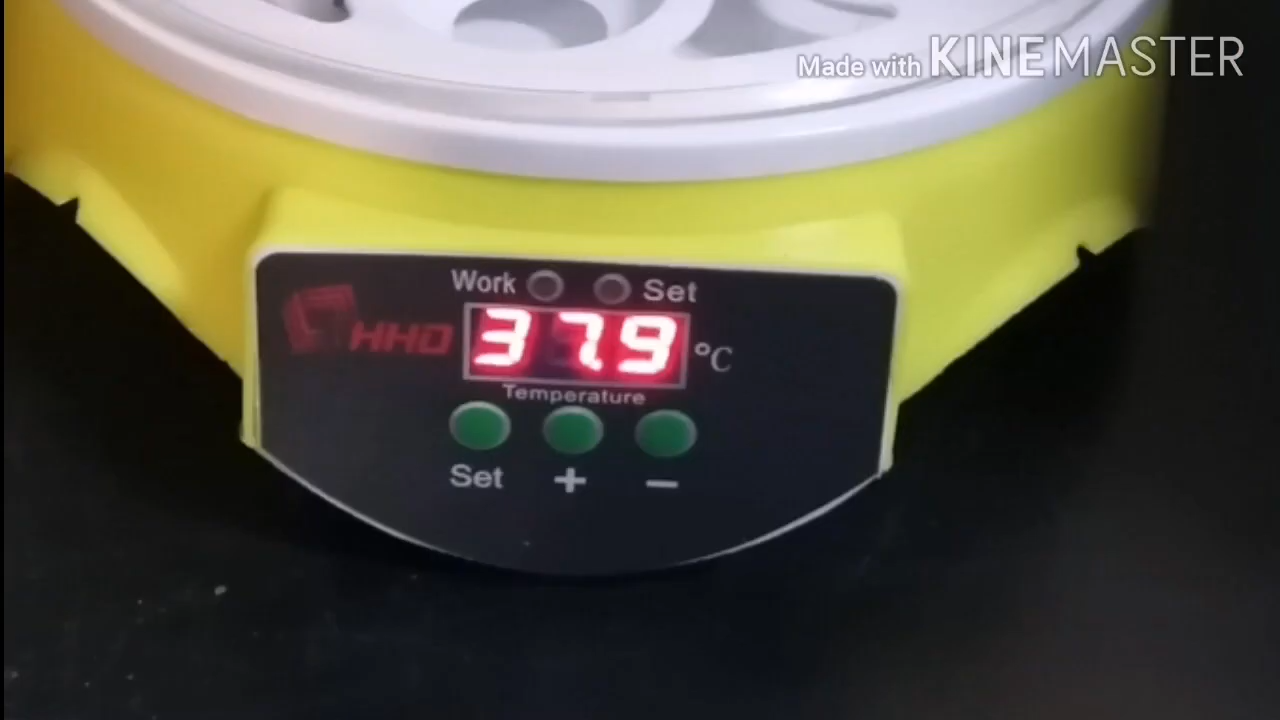 Made with KINEMASTER
Work Set
HHD
37.9 °C
Temperature
Set + −